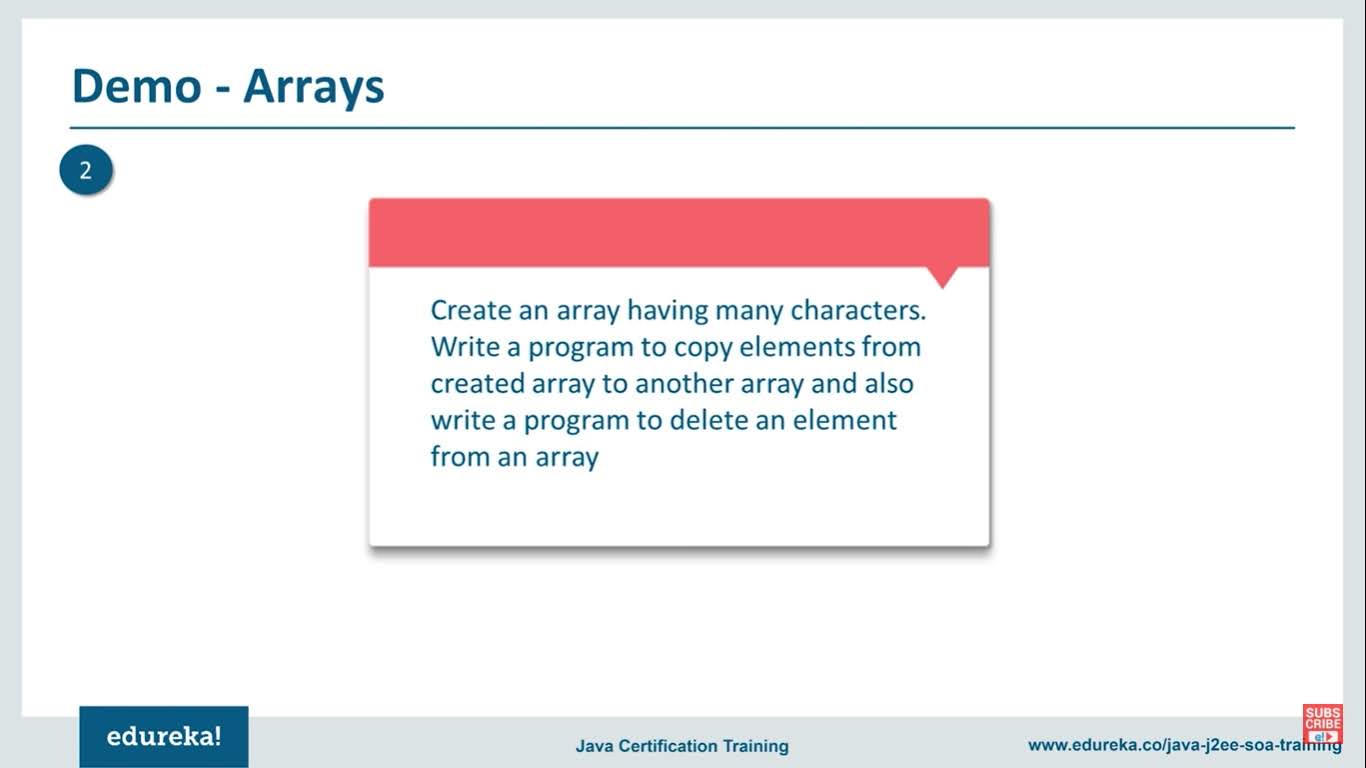 Demo - Arrays
2
Create an array having many characters.
Write a program to copy elements from
created array to another array and also
write a program to delete an element
from an array
edureka!
Java Certification Training
www.edureka.co/java-j2ee-soa-training
SUBS
CRIBE
e!